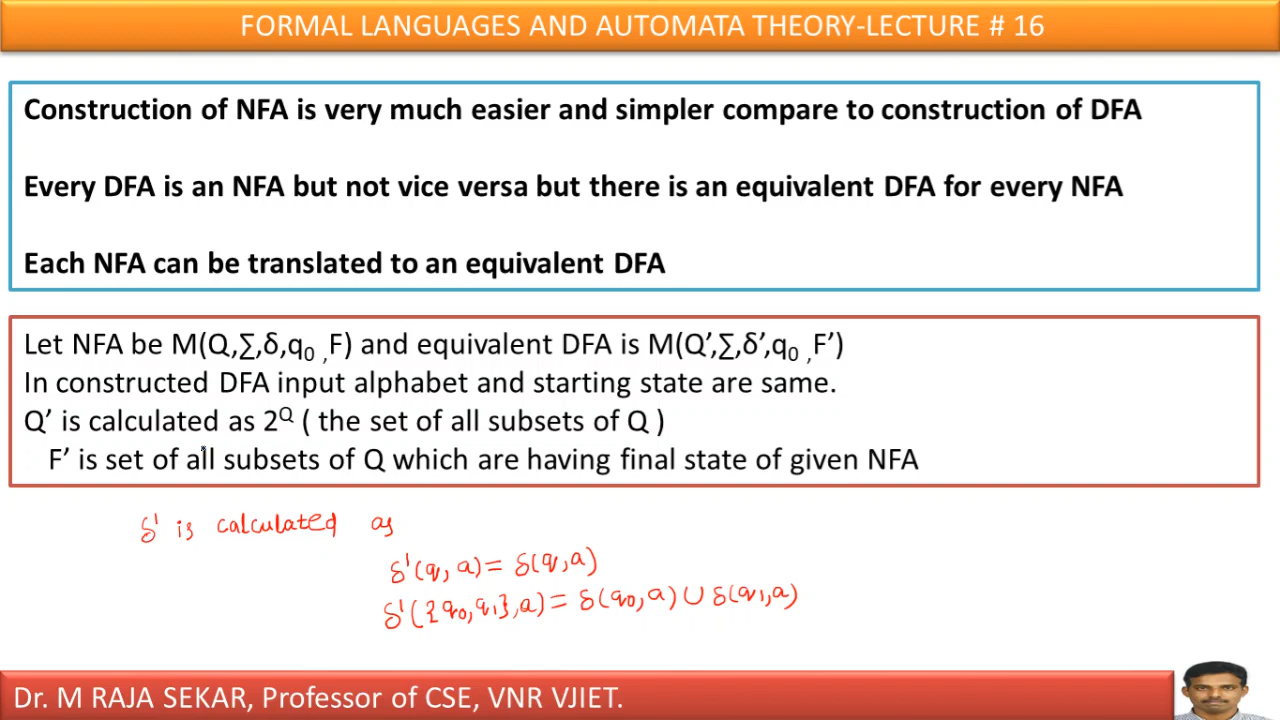 FORMAL LANGUAGES AND AUTOMATA THEORY-LECTURE # 16
Construction of NFA is very much easier and simpler compare to construction of DFA
Every DFA is an NFA but not vice versa but there is an equivalent DFA for every NFA
Each NFA can be translated to an equivalent DFA
Let NFA be M(Q,∑,δ,q₀ ,F) and equivalent DFA is M(Q’,∑,δ’,q₀ ,F’)
In constructed DFA input alphabet and starting state are same.
Q’ is calculated as 2^Q ( the set of all subsets of Q )
F’ is set of all subsets of Q which are having final state of given NFA
δ' is calculated as
δ'(q, a) = δ(q, a)
δ'({q₀, q₁}, a) = δ(q₀, a) ∪ δ(q₁, a)
Dr. M RAJA SEKAR, Professor of CSE, VNR VJIET.